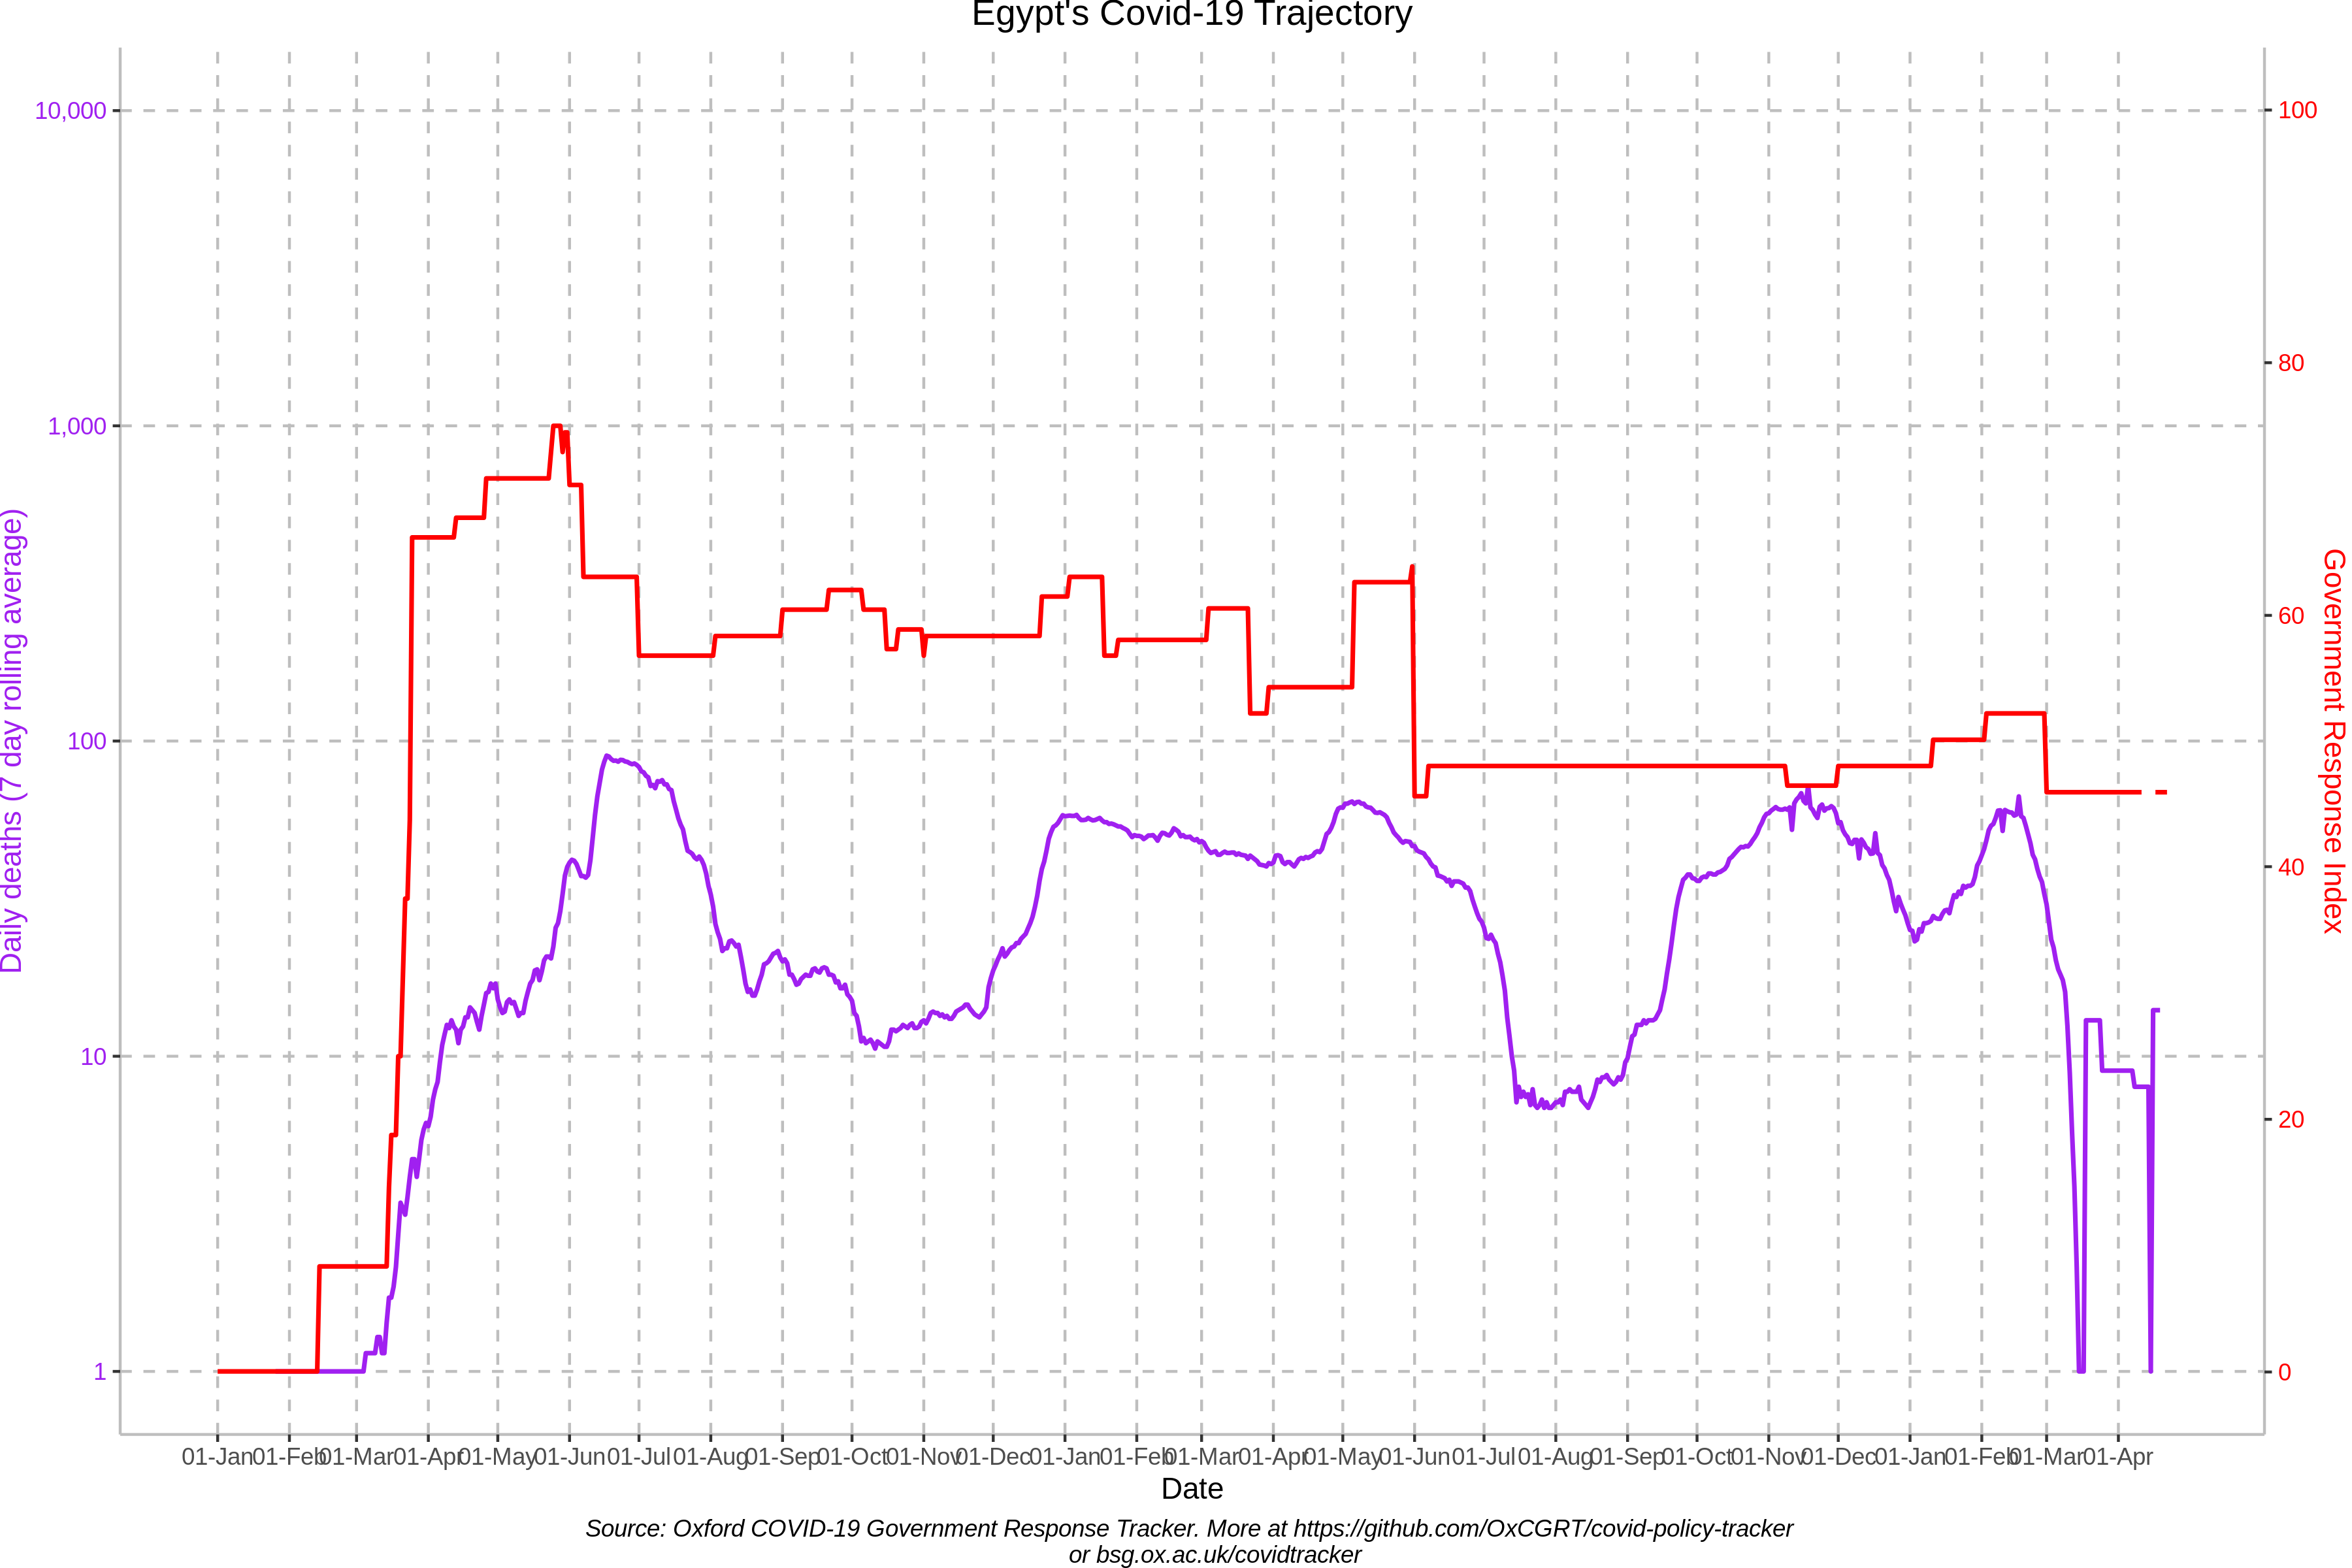 Egypt's Covid-19 Trajectory
10,000
1,000
100
10
1
Daily deaths (7 day rolling average)
100
80
60
40
20
0
Government Response Index
01-Jan 01-Feb 01-Mar 01-Apr 01-May 01-Jun 01-Jul 01-Aug 01-Sep 01-Oct 01-Nov 01-Dec 01-Jan 01-Feb 01-Mar 01-Apr 01-May 01-Jun 01-Jul 01-Aug 01-Sep 01-Oct 01-Nov 01-Dec 01-Jan 01-Feb 01-Mar 01-Apr
Date
Source: Oxford COVID-19 Government Response Tracker. More at https://github.com/OxCGRT/covid-policy-tracker
or bsg.ox.ac.uk/covidtracker